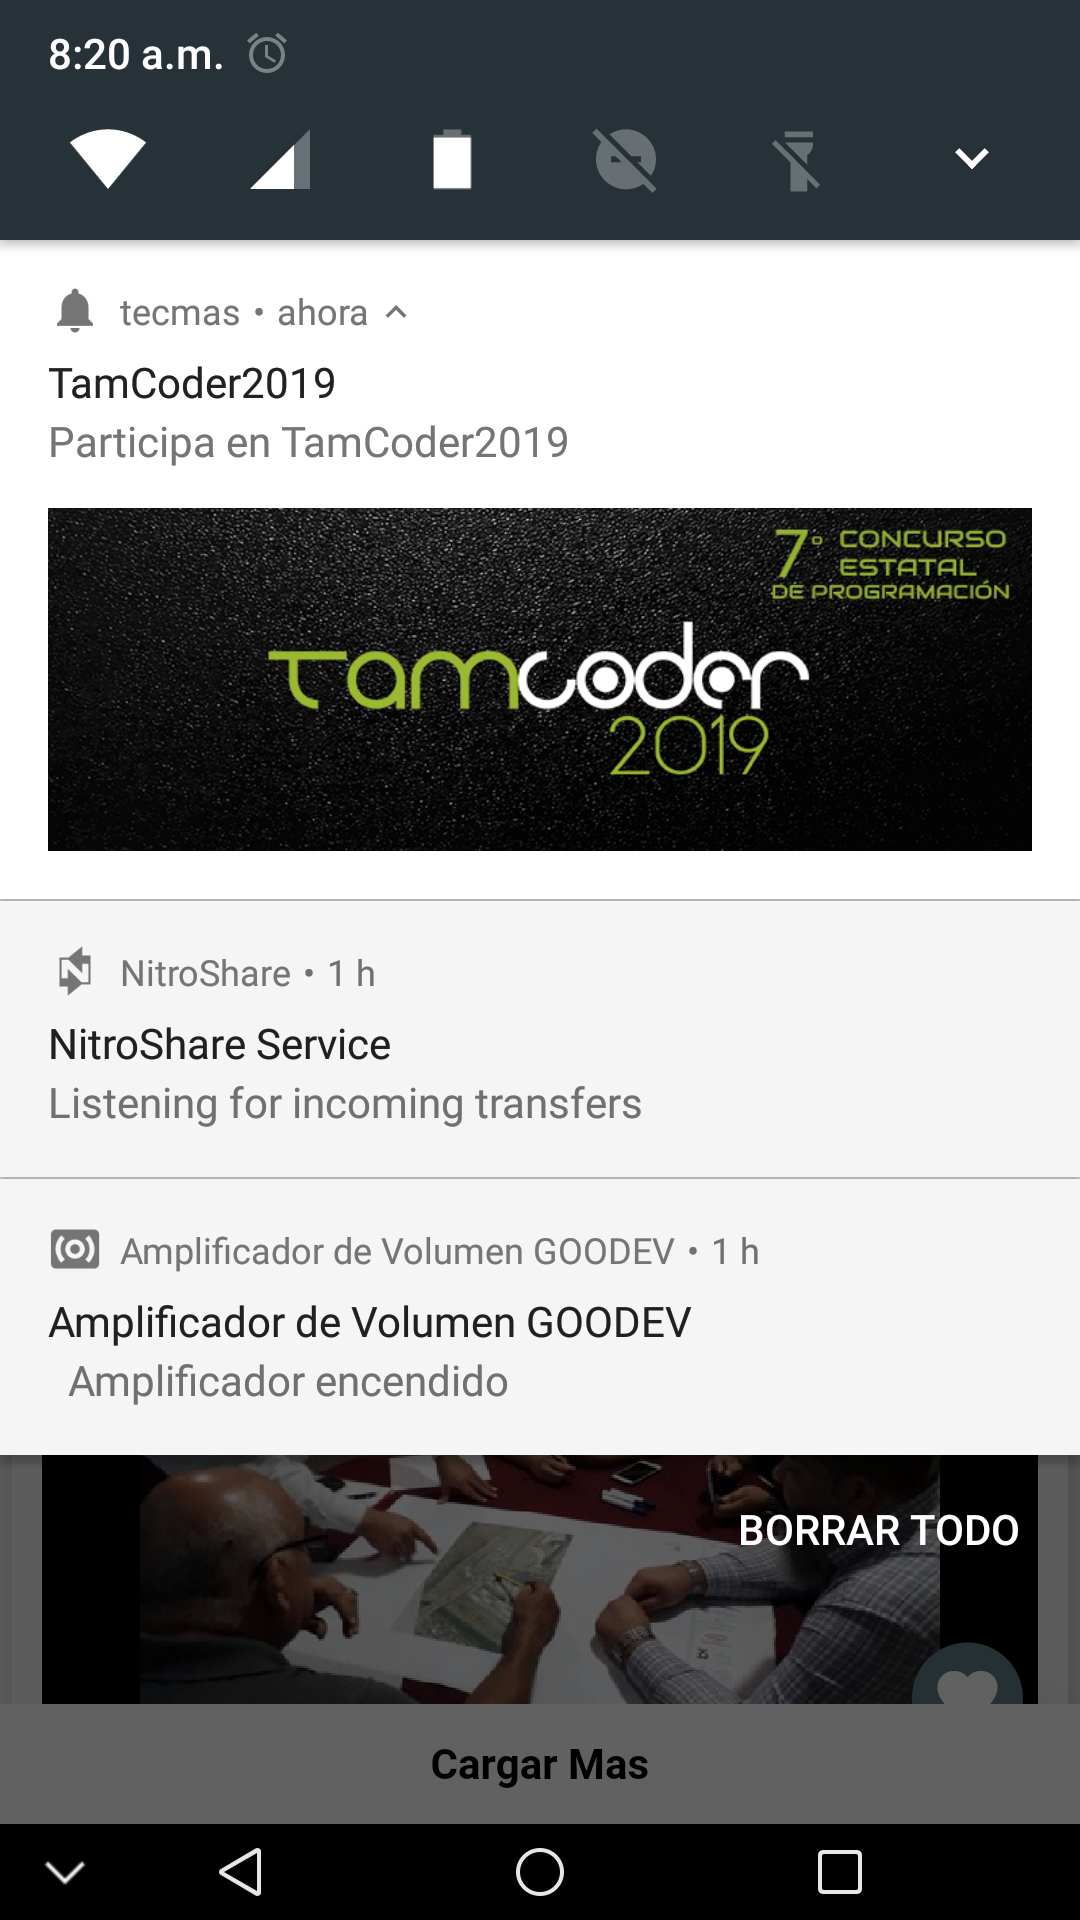 8:20 a.m.
tecmas • ahora
TamCoder2019
Participa en TamCoder2019
7° CONCURSO
ESTATAL
DE PROGRAMACIÓN
Tamcoder
2019
NitroShare • 1 h
NitroShare Service
Listening for incoming transfers
Amplificador de Volumen GOODEV • 1 h
Amplificador de Volumen GOODEV
Amplificador encendido
BORRAR TODO
Cargar Mas